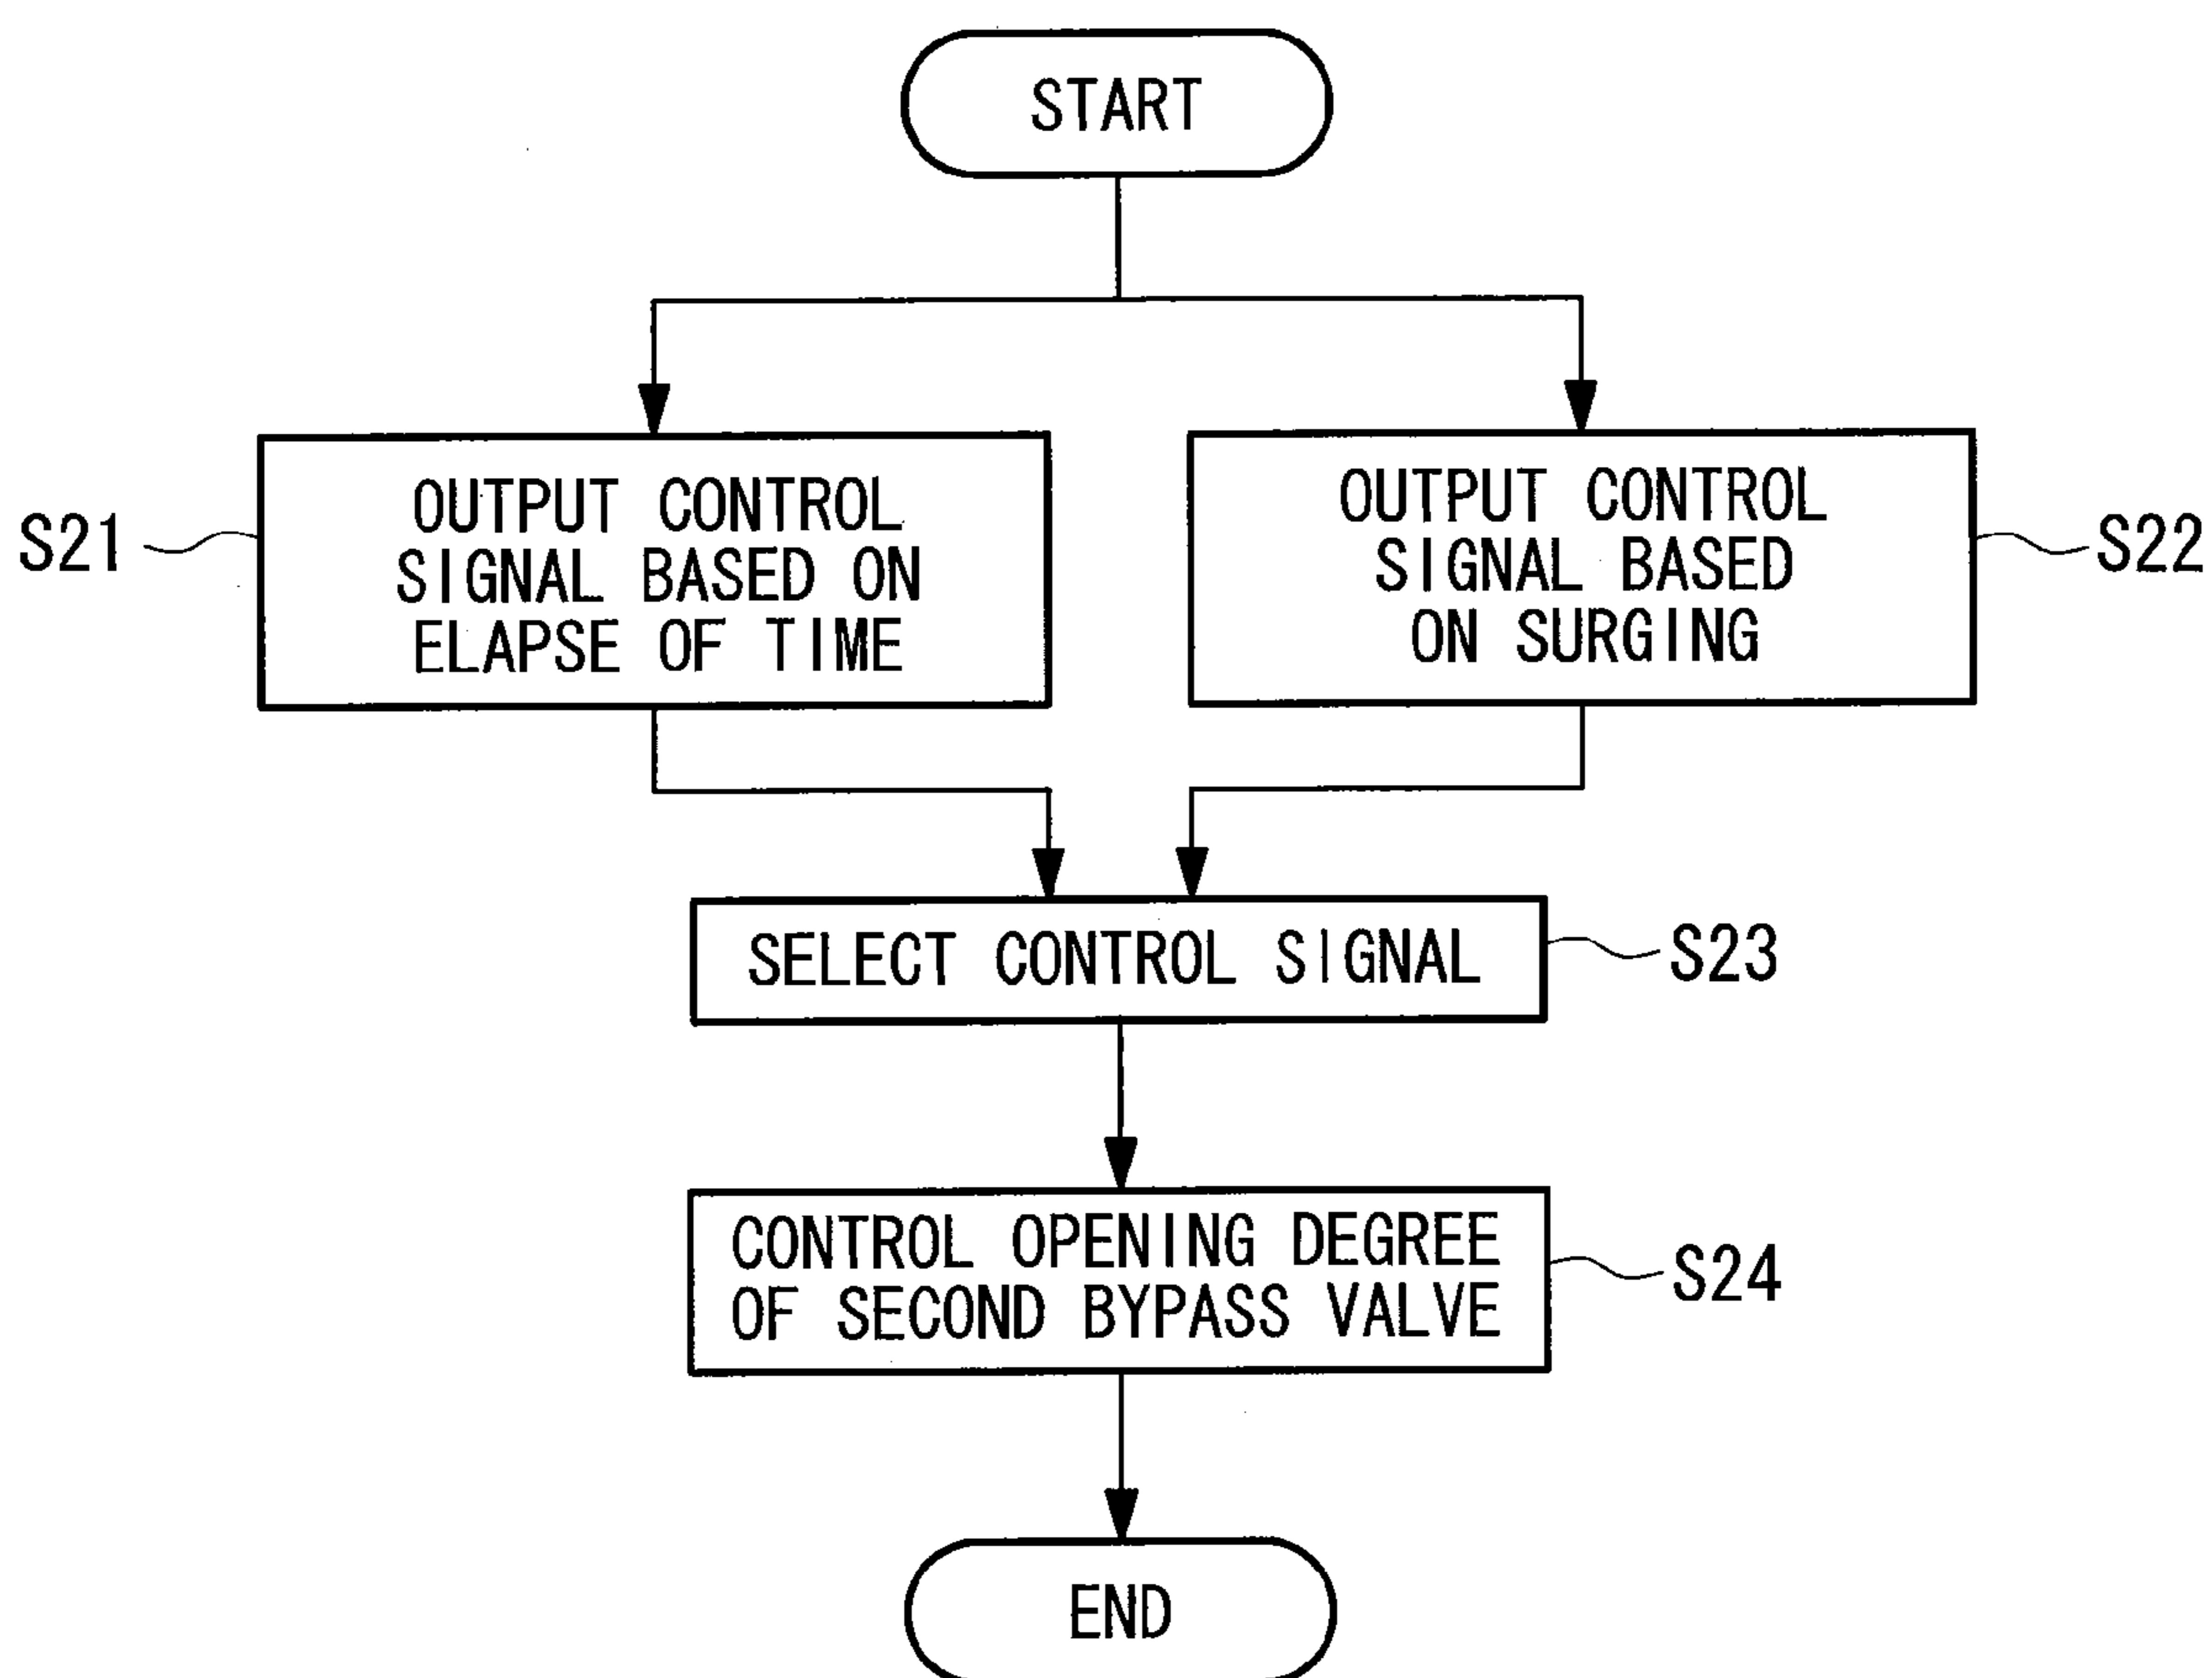 START
OUTPUT CONTROL
SIGNAL BASED ON
ELAPSE OF TIME
S21
OUTPUT CONTROL
SIGNAL BASED
ON SURGING
S22
SELECT CONTROL SIGNAL
S23
CONTROL OPENING DEGREE
OF SECOND BYPASS VALVE
S24
END